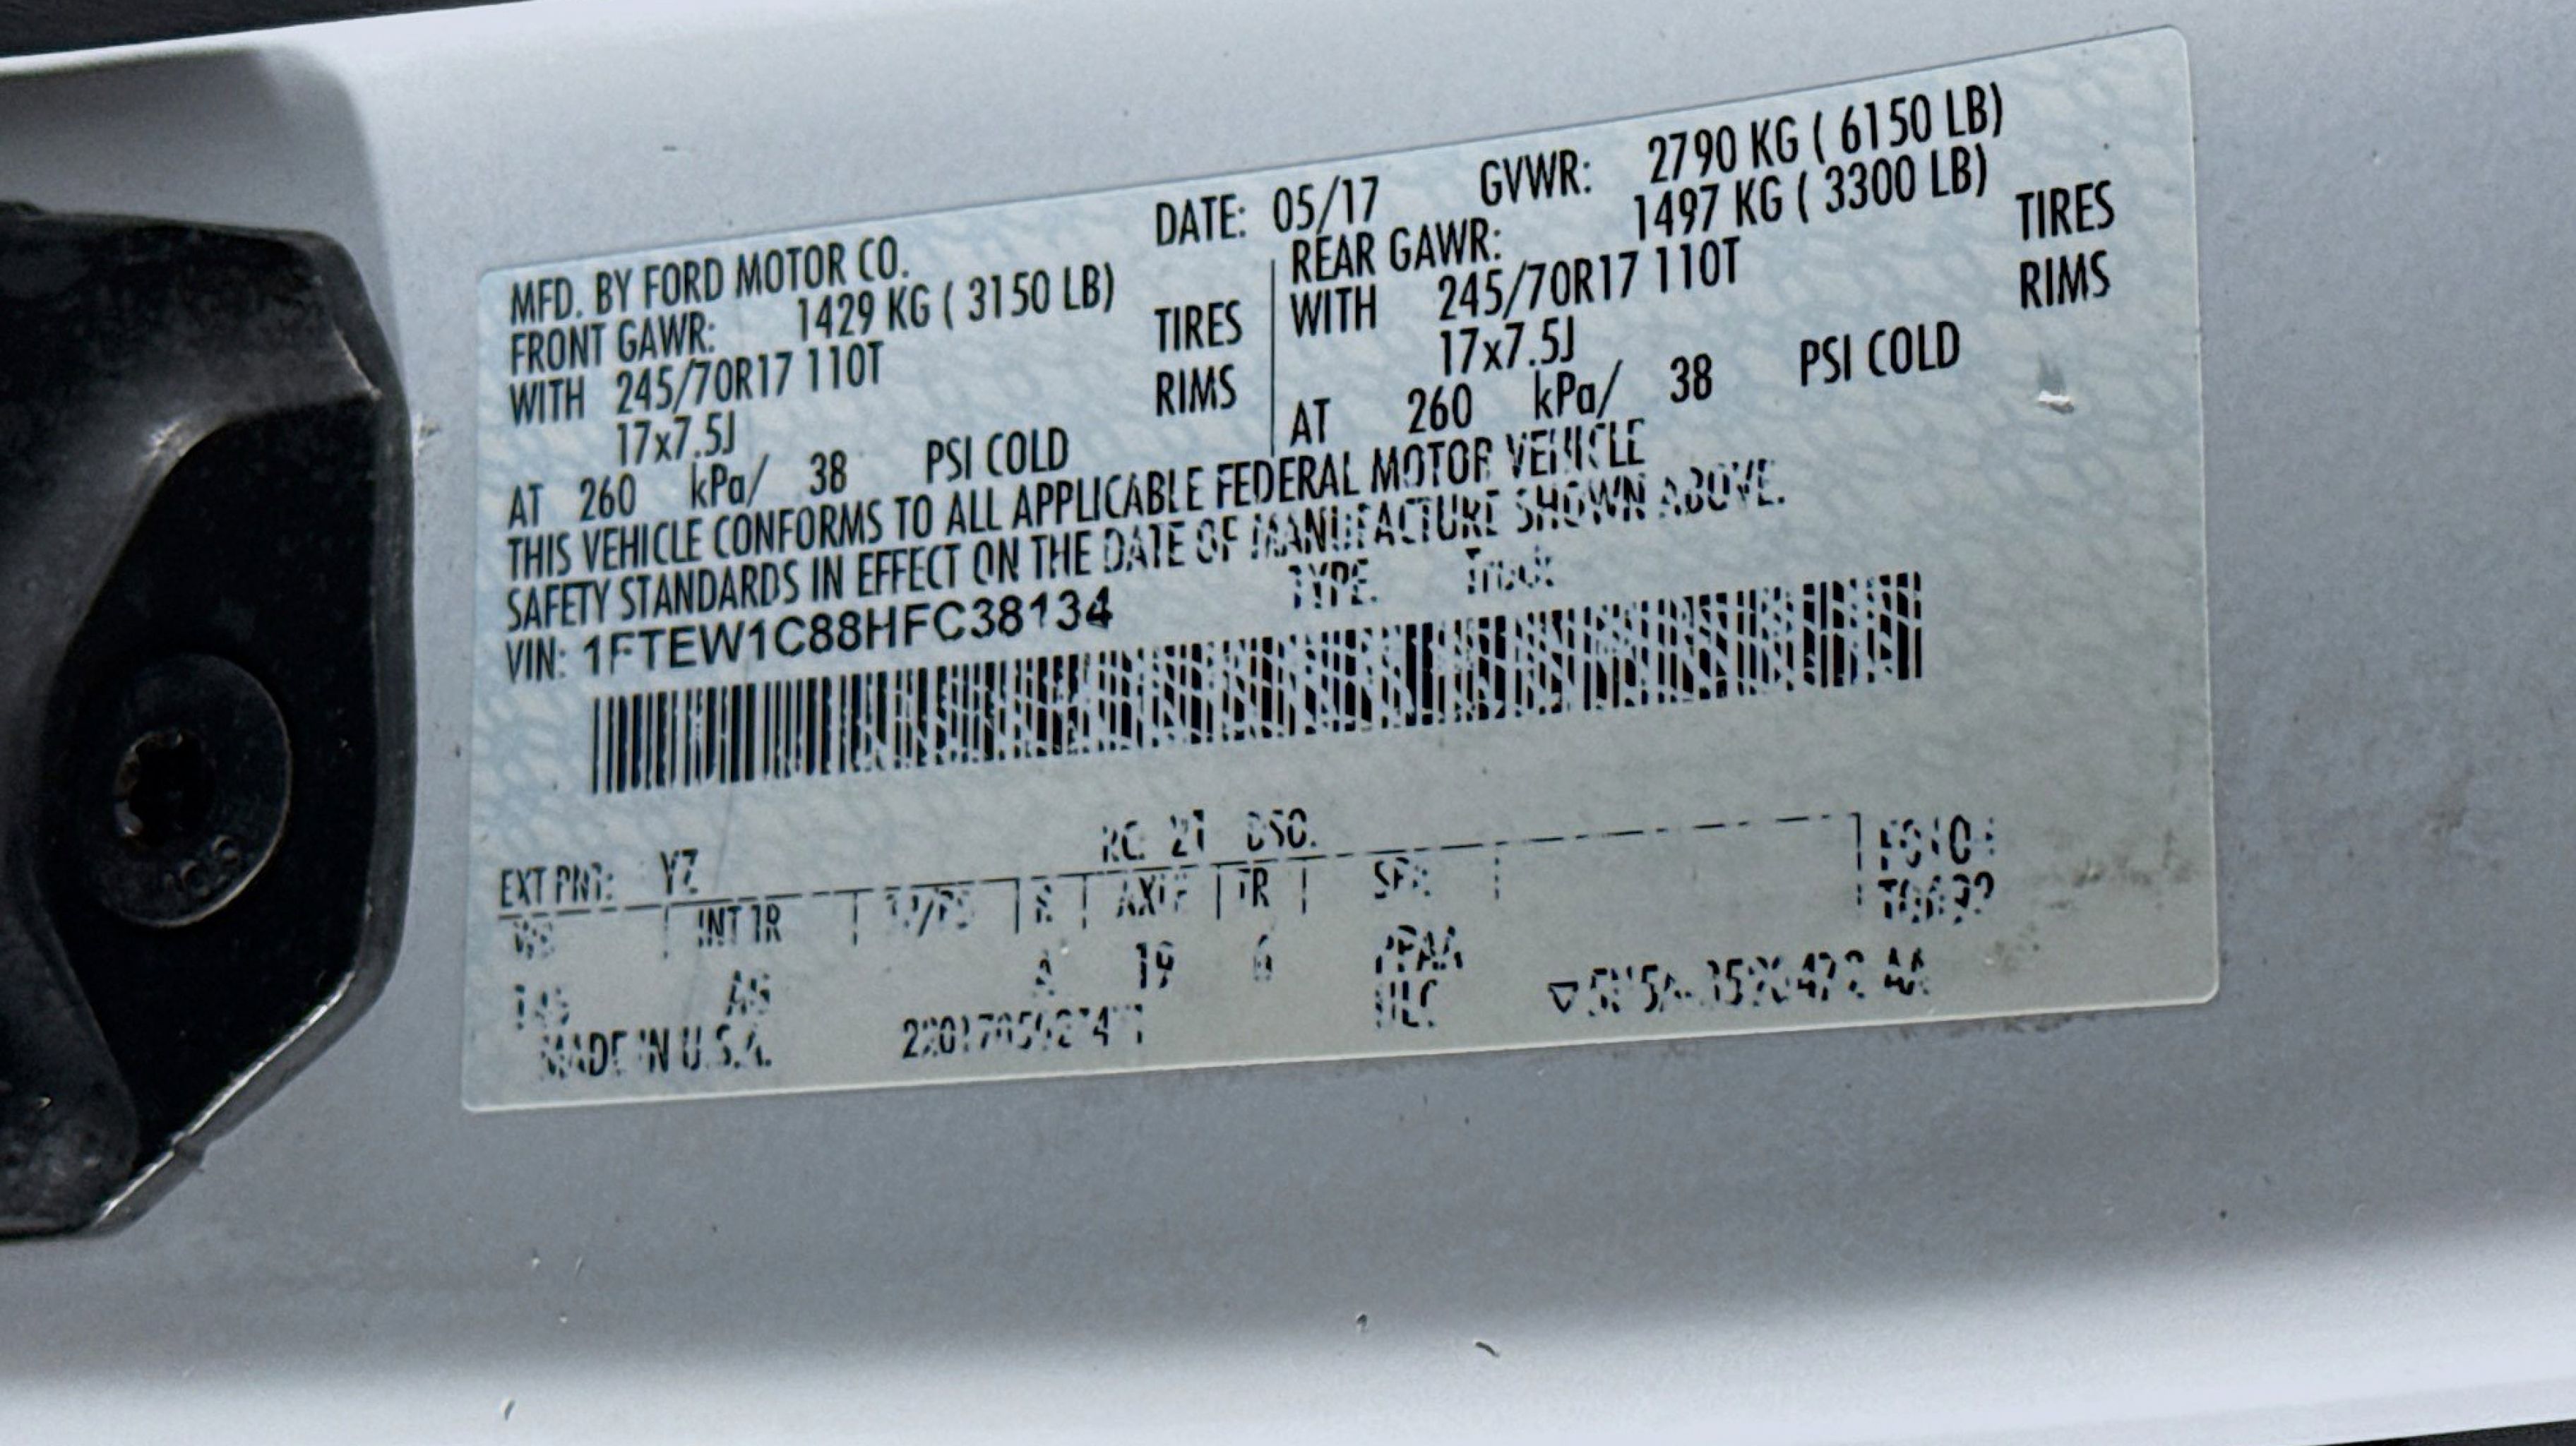 MFD. BY FORD MOTOR CO. DATE: 05/17 GVWR: 2790 KG ( 6150 LB)
FRONT GAWR: 1429 KG ( 3150 LB) REAR GAWR: 1497 KG ( 3300 LB)
WITH 245/70R17 110T TIRES WITH 245/70R17 110T TIRES
17x7.5J RIMS 17x7.5J RIMS
AT 260 kPa/ 38 PSI COLD AT 260 kPa/ 38 PSI COLD
THIS VEHICLE CONFORMS TO ALL APPLICABLE FEDERAL MOTOR VEHICLE
SAFETY STANDARDS IN EFFECT ON THE DATE OF MANUFACTURE SHOWN ABOVE.
VIN: 1FTEW1C88HFC38134 TYPE: Truck
EXT PNT: YZ RC: 21 DSO:
INT TR AXLE TR SPR
19 6
MADE IN U.S.A.